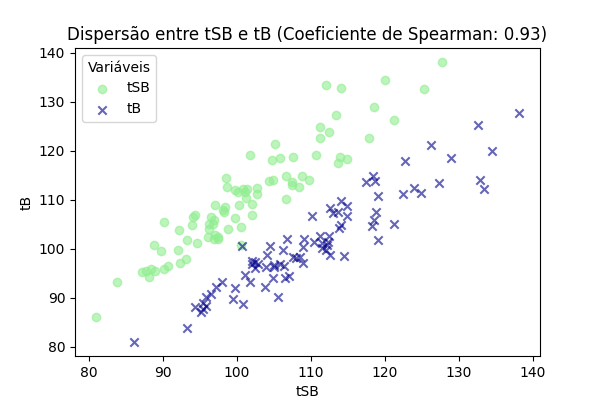 Dispersão entre tSB e tB (Coeficiente de Spearman: 0.93)
140
130
120
110
100
90
80
tB
Variáveis
tSB
tB
80
90
100
110
120
130
140
tSB